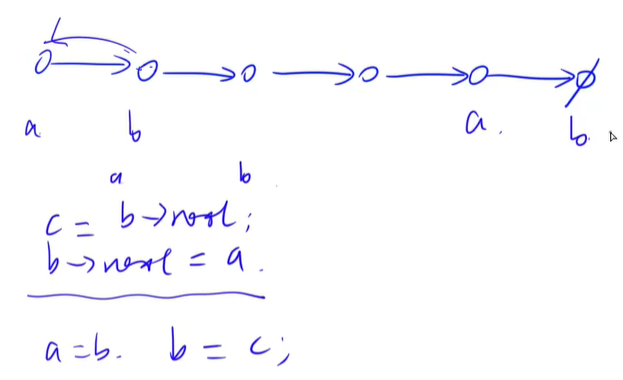 a b a. b.
a b
c = b->next;
b->next = a.
a=b. b = c;